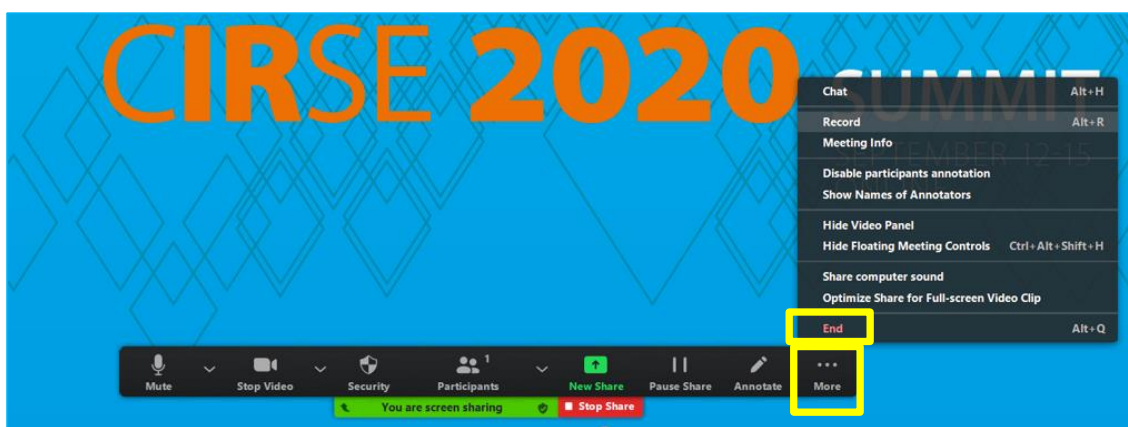 CIRSE 2020
SUMMIT
SEPTEMBER 12-15
Chat Alt+H
Record Alt+R
Meeting Info
Disable participants annotation
Show Names of Annotators
Hide Video Panel
Hide Floating Meeting Controls Ctrl+Alt+Shift+H
Share computer sound
Optimize Share for Full-screen Video Clip
End Alt+Q
1
Mute Stop Video Security Participants New Share Pause Share Annotate More
You are screen sharing Stop Share